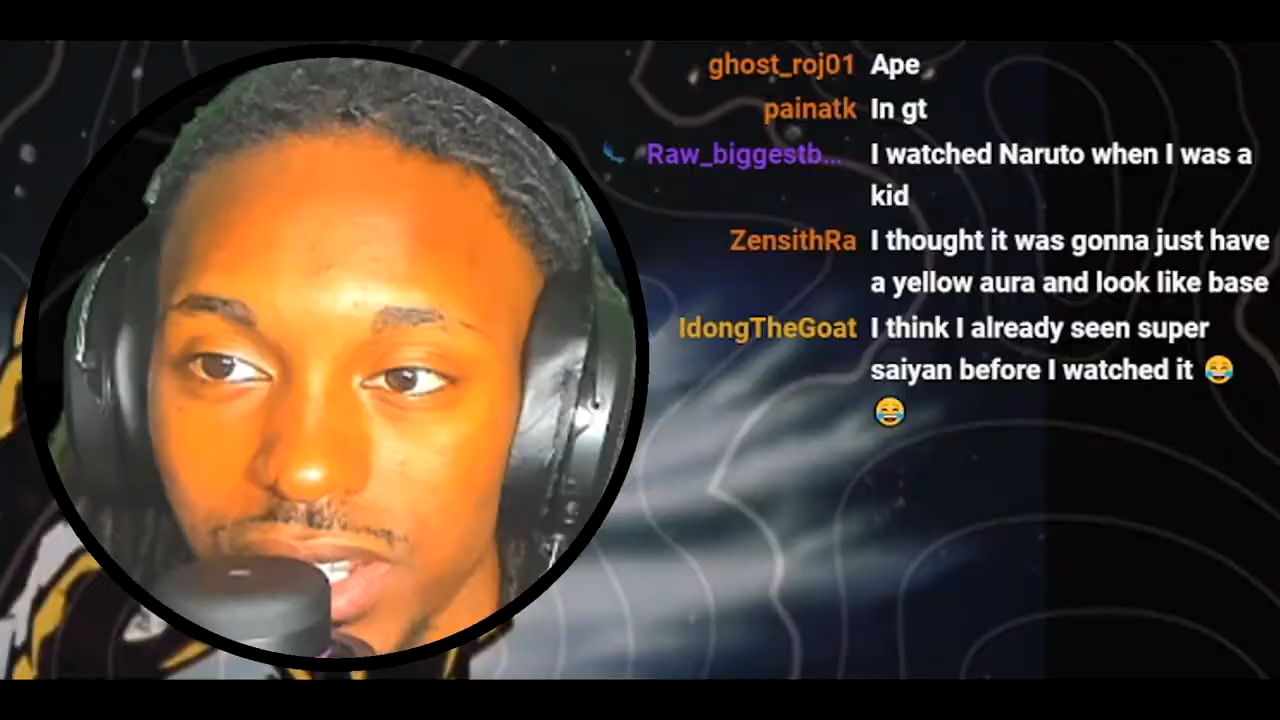 ghost_roj01 Ape
painatk In gt
Raw_biggestb... I watched Naruto when I was a
kid
ZensithRa I thought it was gonna just have
a yellow aura and look like base
IdongTheGoat I think I already seen super
saiyan before I watched it 😂
😂